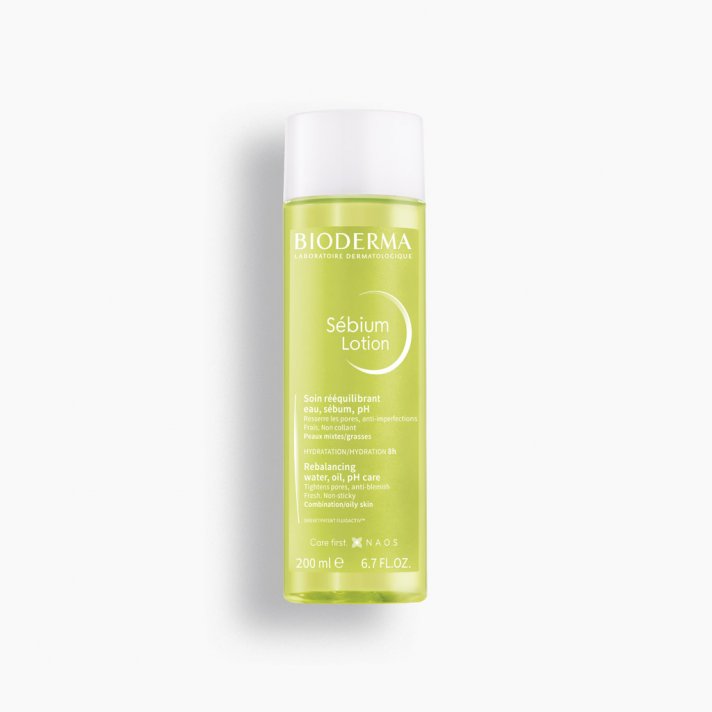 BIODERMA
LABORATOIRE DERMATOLOGIQUE
Sébium
Lotion
Soin rééquilibrant
eau, sébum, pH
Resserre les pores, anti-imperfections
Frais. Non collant
Peaux mixtes/grasses
HYDRATATION/HYDRATION 8h
Rebalancing
water, oil, pH care
Tightens pores, anti-blemish
Fresh. Non-sticky
Combination/oily skin
FLUIDACTIV™
Care first. NAOS
200 ml ℮ 6.7 FL.OZ.